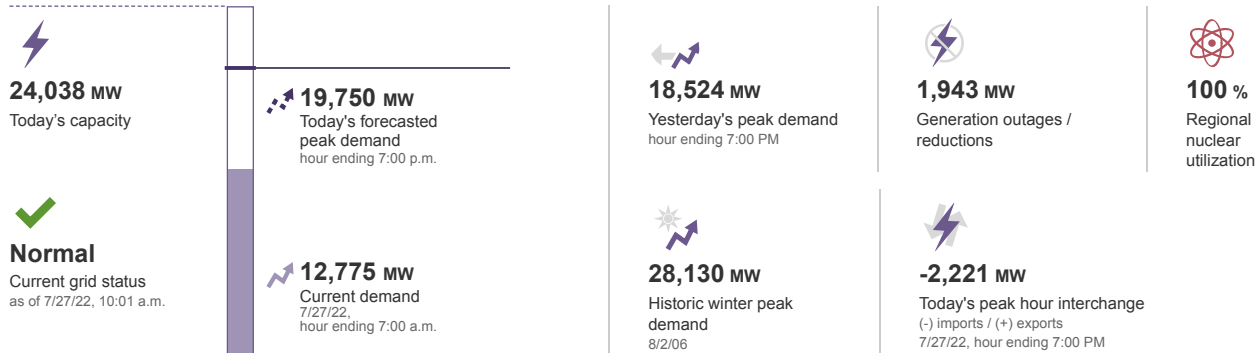 24,038 MW
Today's capacity
Normal
Current grid status
as of 7/27/22, 10:01 a.m.
19,750 MW
Today's forecasted
peak demand
hour ending 7:00 p.m.
12,775 MW
Current demand
7/27/22,
hour ending 7:00 a.m.
18,524 MW
Yesterday's peak demand
hour ending 7:00 PM
1,943 MW
Generation outages /
reductions
100 %
Regional
nuclear
utilization
28,130 MW
Historic winter peak
demand
8/2/06
-2,221 MW
Today's peak hour interchange
(-) imports / (+) exports
7/27/22, hour ending 7:00 PM